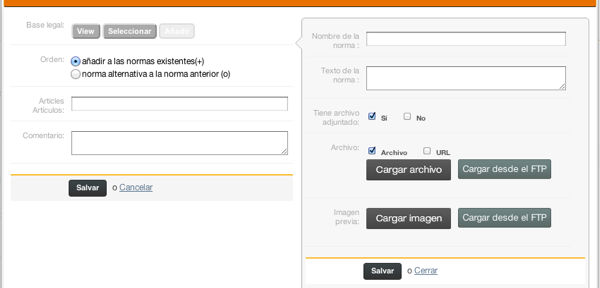 Base legal:
View
Seleccionar
Añadir
Orden:
añadir a las normas existentes(+)
norma alternativa a la norma anterior (o)
Articles
Artículos:
Comentario:
Salvar
o Cancelar
Nombre de la
norma :
Texto de la
norma :
Tiene archivo
adjuntado:
Sí
No
Archivo:
Archivo
URL
Cargar archivo
Cargar desde el FTP
Imagen
previa:
Cargar imagen
Cargar desde el FTP
Salvar
o Cerrar